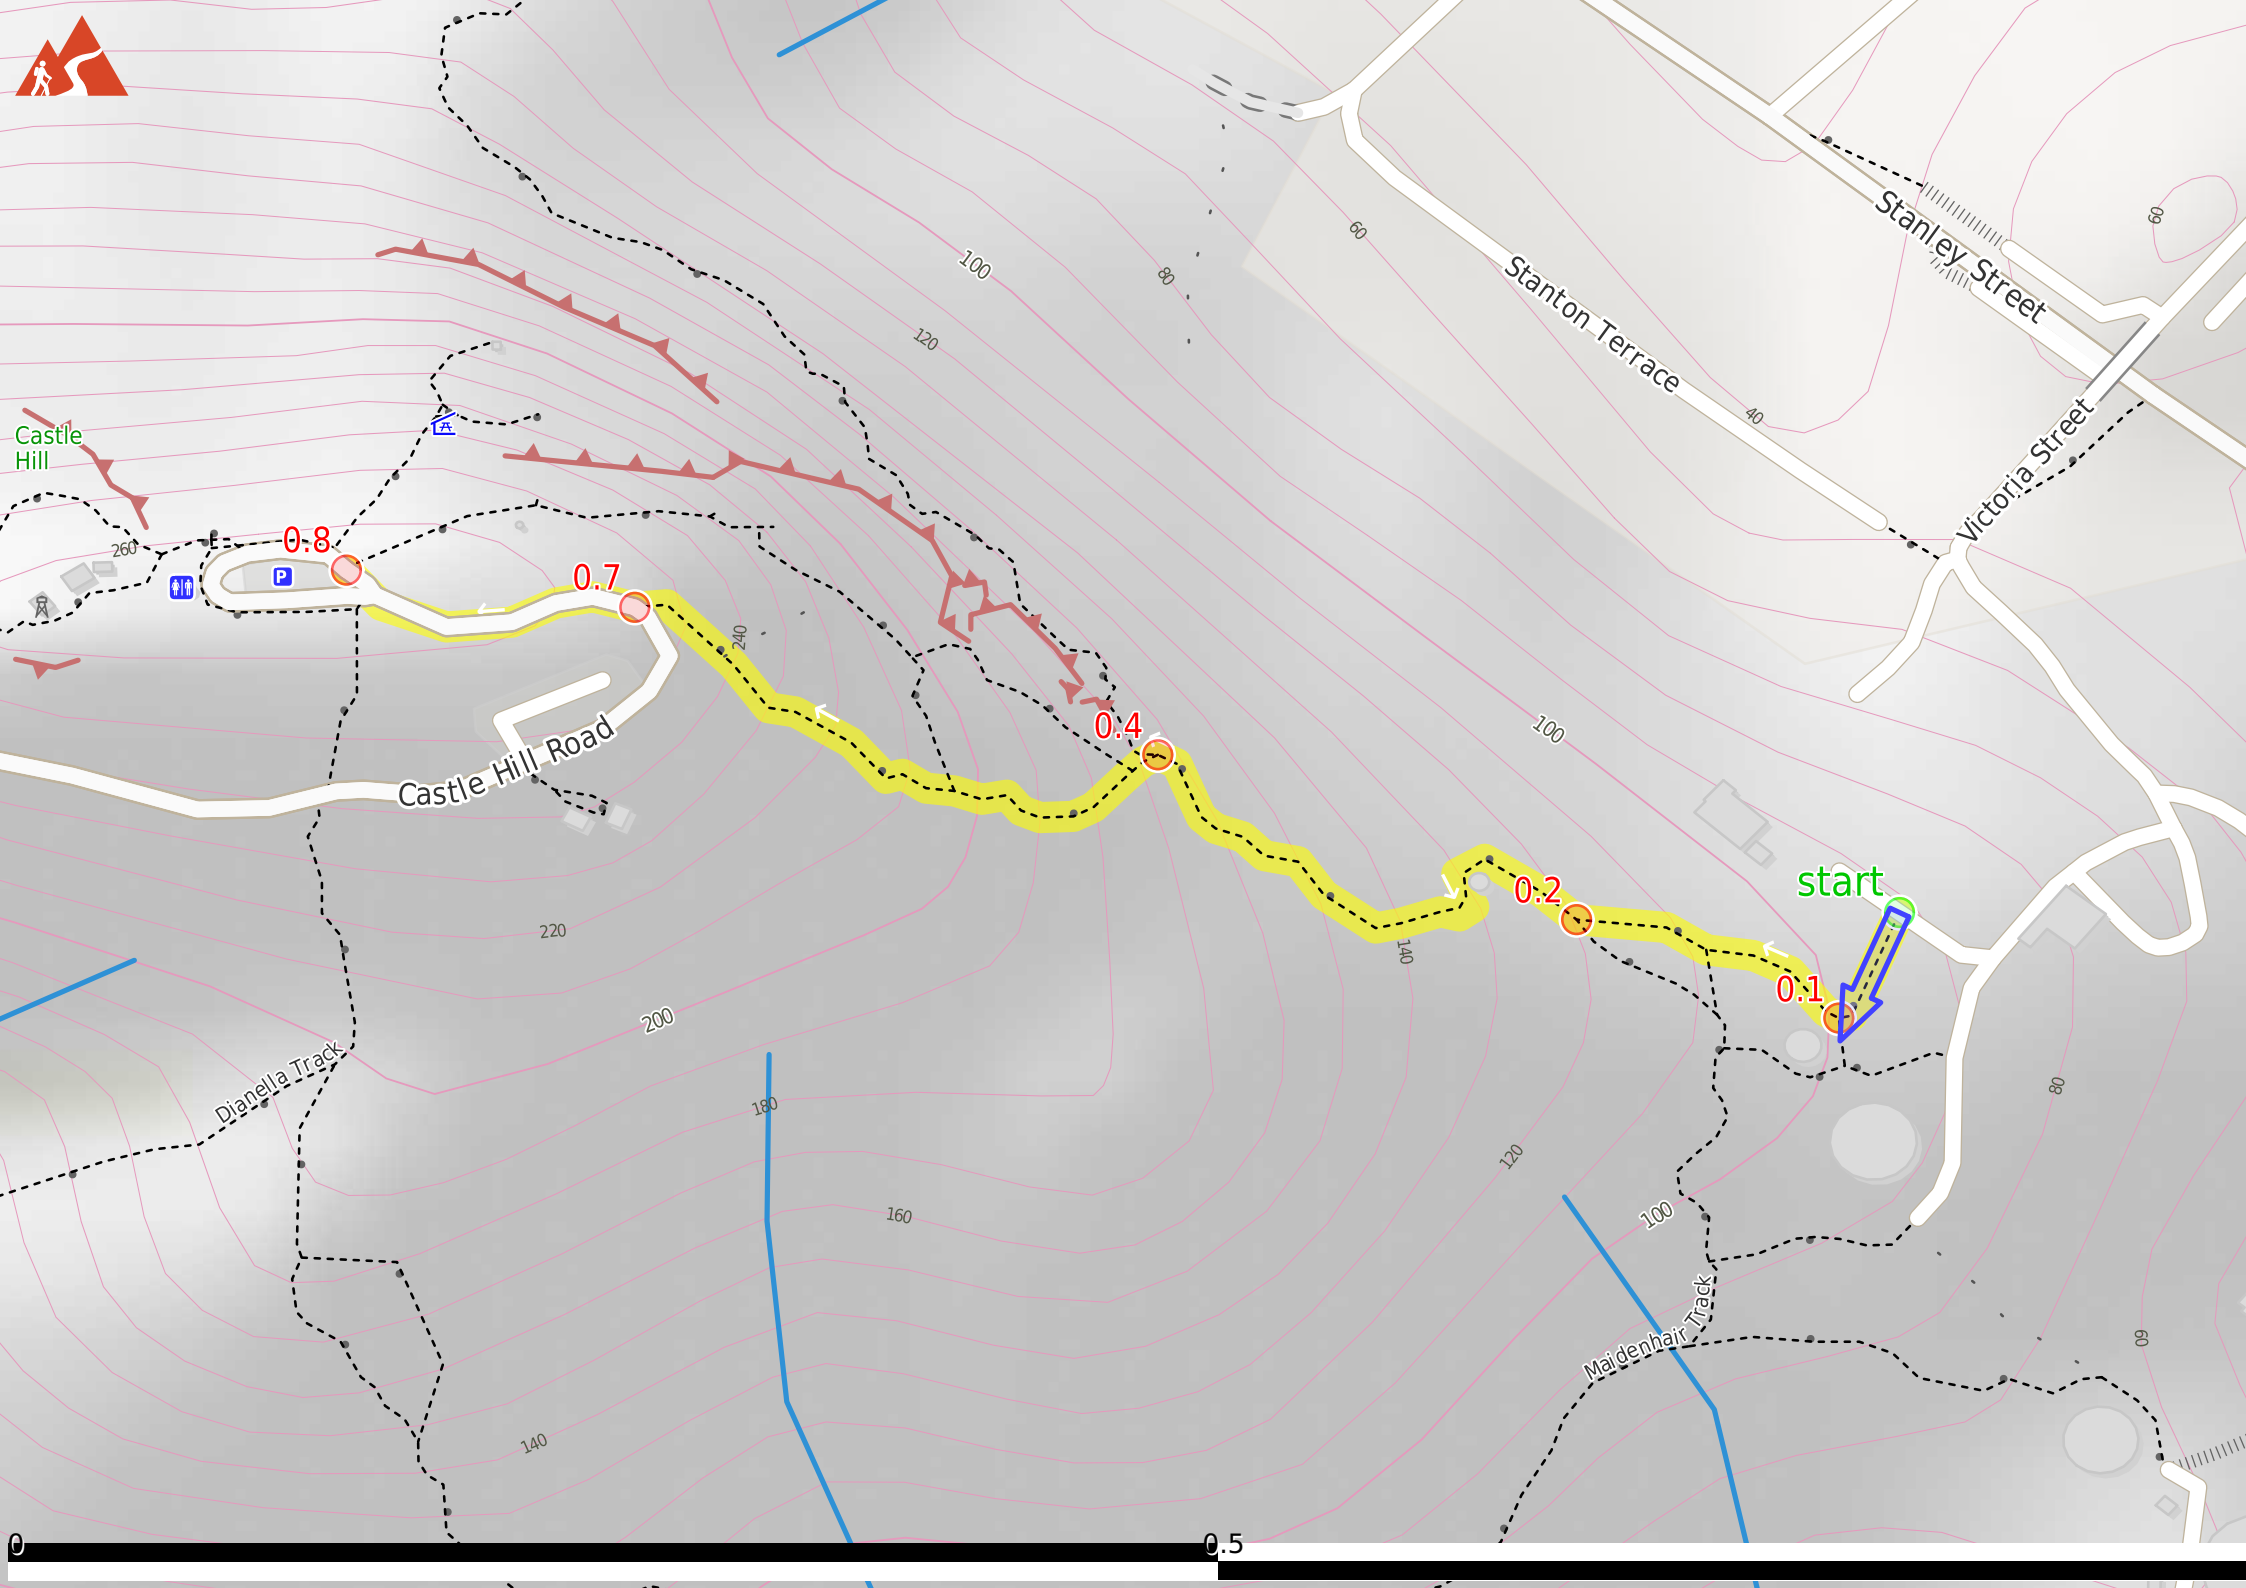 Stanley Street
60
60
100
80
Stanton Terrace
120
40
Castle
Hill
Victoria Street
0.8
260
P
0.7
240
0.4
100
Castle Hill Road
start
0.2
220
140
0.1
200
Dianella Track
80
180
120
160
100
Maidenhair Track
60
140
0
0.5